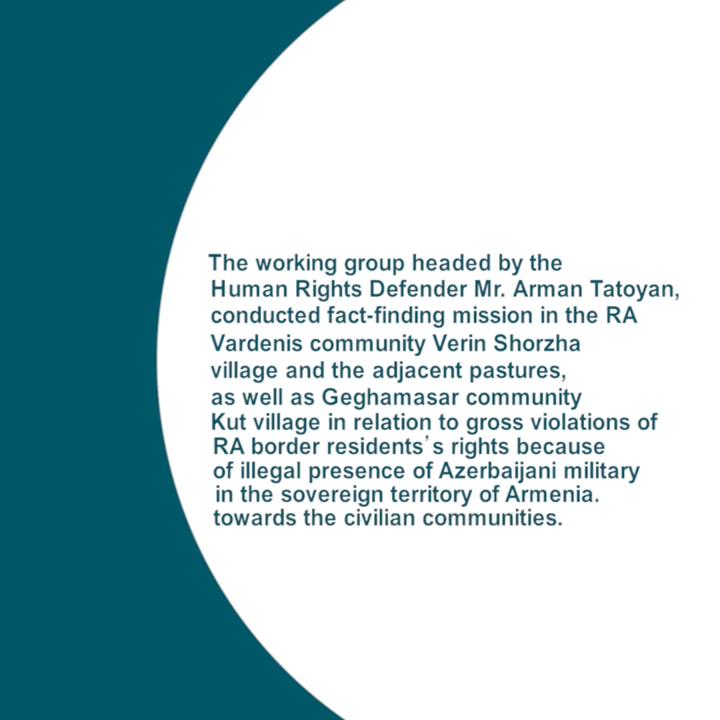 The working group headed by the
Human Rights Defender Mr. Arman Tatoyan,
conducted fact-finding mission in the RA
Vardenis community Verin Shorzha
village and the adjacent pastures,
as well as Geghamasar community
Kut village in relation to gross violations of
RA border residents’s rights because
of illegal presence of Azerbaijani military
in the sovereign territory of Armenia.
towards the civilian communities.